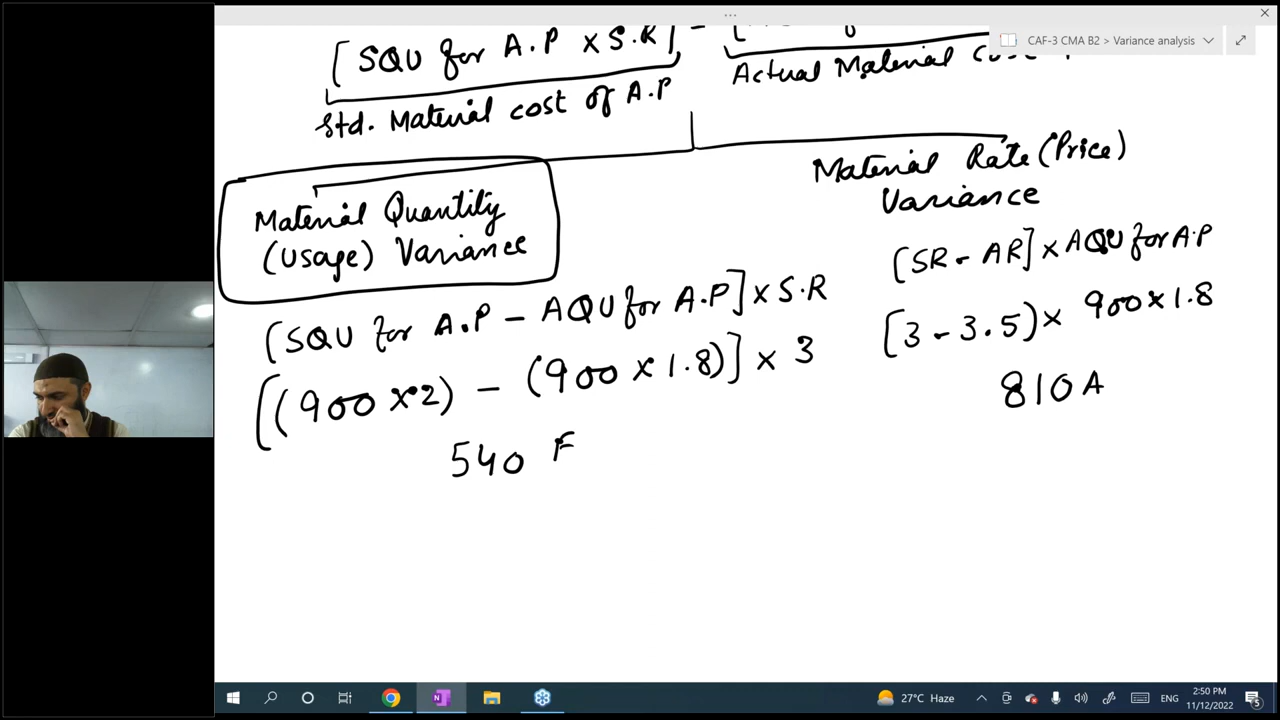 ...
CAF-3 CMA B2 > Variance analysis
[SQU for A.P x S.R] -
Std. Material cost of A.P
Actual Material
Material Quantity
(Usage) Variance
[SQU for A.P - AQU for A.P] x S.R
[(900 x 2) - (900 x 1.8)] x 3
540 F
Material Rate (Price)
Variance
[SR - AR] x AQU for A.P
[3 - 3.5) x 900 x 1.8
810 A
27°C Haze
ENG
2:50 PM
11/12/2022
5